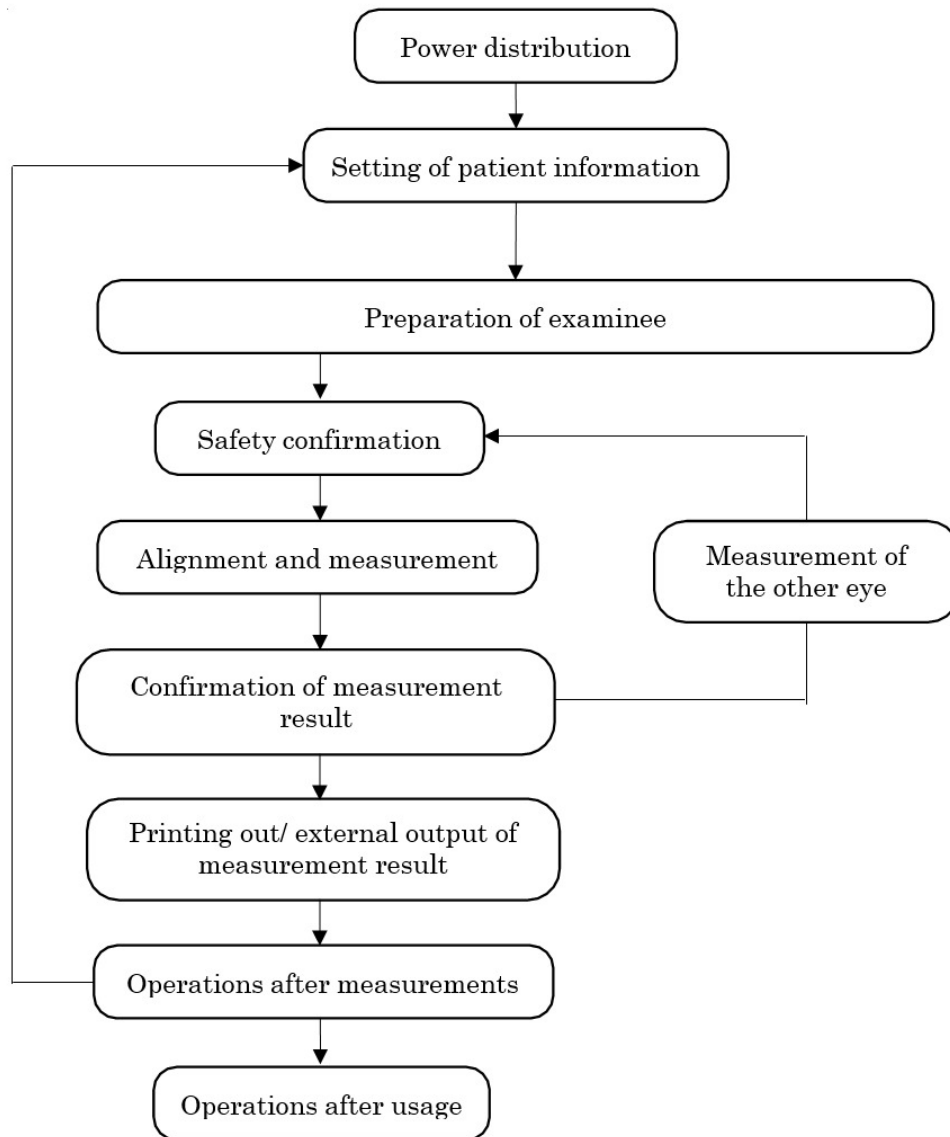 Power distribution
Setting of patient information
Preparation of examinee
Safety confirmation
Alignment and measurement
Measurement of
the other eye
Confirmation of measurement
result
Printing out/ external output of
measurement result
Operations after measurements
Operations after usage